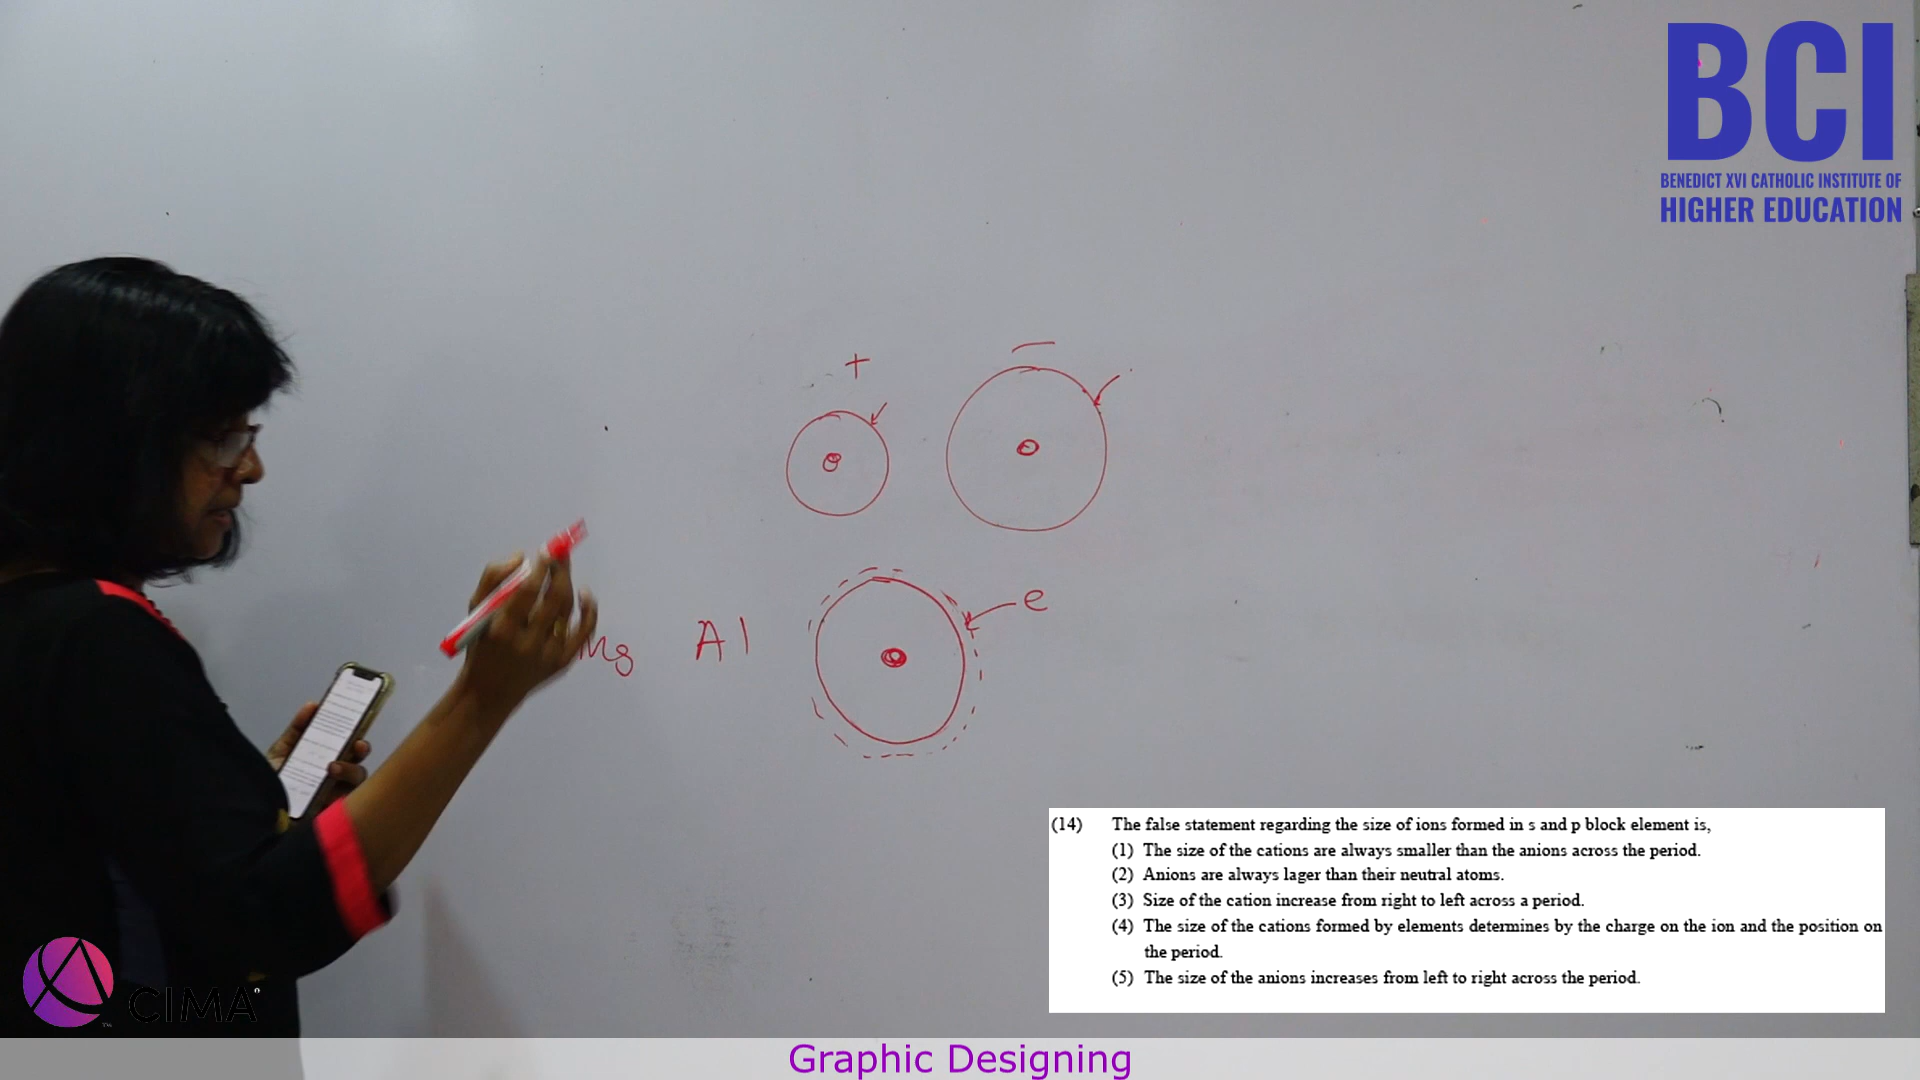 BCI
BENEDICT XVI CATHOLIC INSTITUTE OF
HIGHER EDUCATION
+
−
e
Mg Al
(14) The false statement regarding the size of ions formed in s and p block element is,
(1) The size of the cations are always smaller than the anions across the period.
(2) Anions are always lager than their neutral atoms.
(3) Size of the cation increase from right to left across a period.
(4) The size of the cations formed by elements determines by the charge on the ion and the position on
the period.
(5) The size of the anions increases from left to right across the period.
CIMA
Graphic Designing